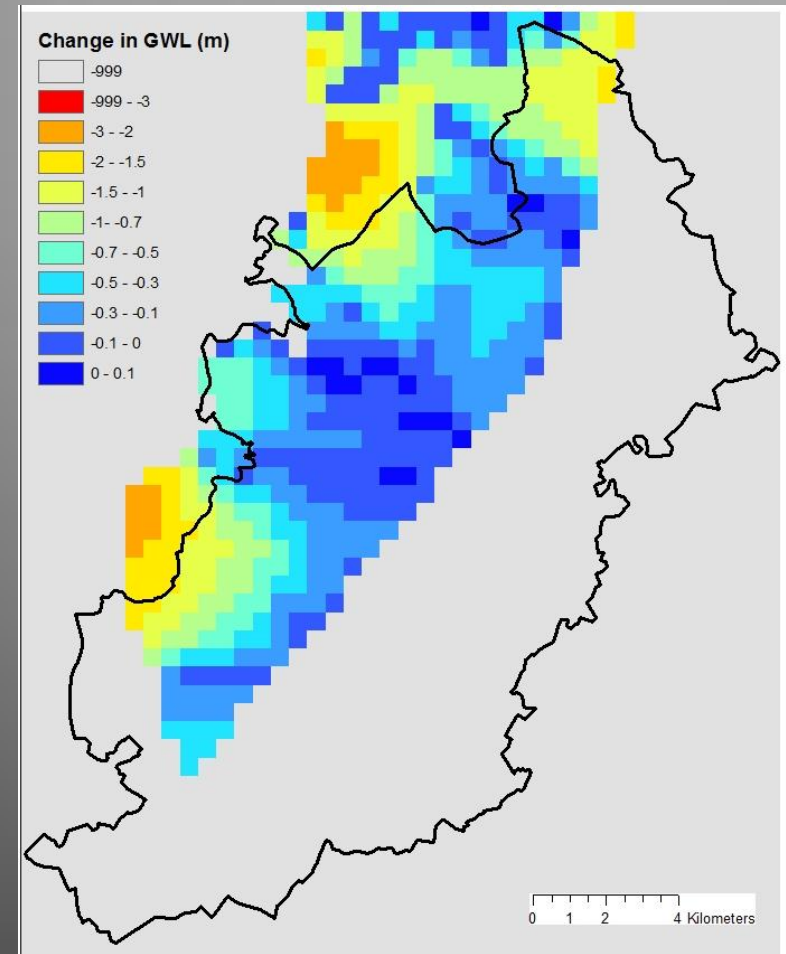 Change in GWL (m)
-999
-999 - -3
-3 - -2
-2 - -1.5
-1.5 - -1
-1- -0.7
-0.7 - -0.5
-0.5 - -0.3
-0.3 - -0.1
-0.1 - 0
0 - 0.1
0 1 2 4 Kilometers